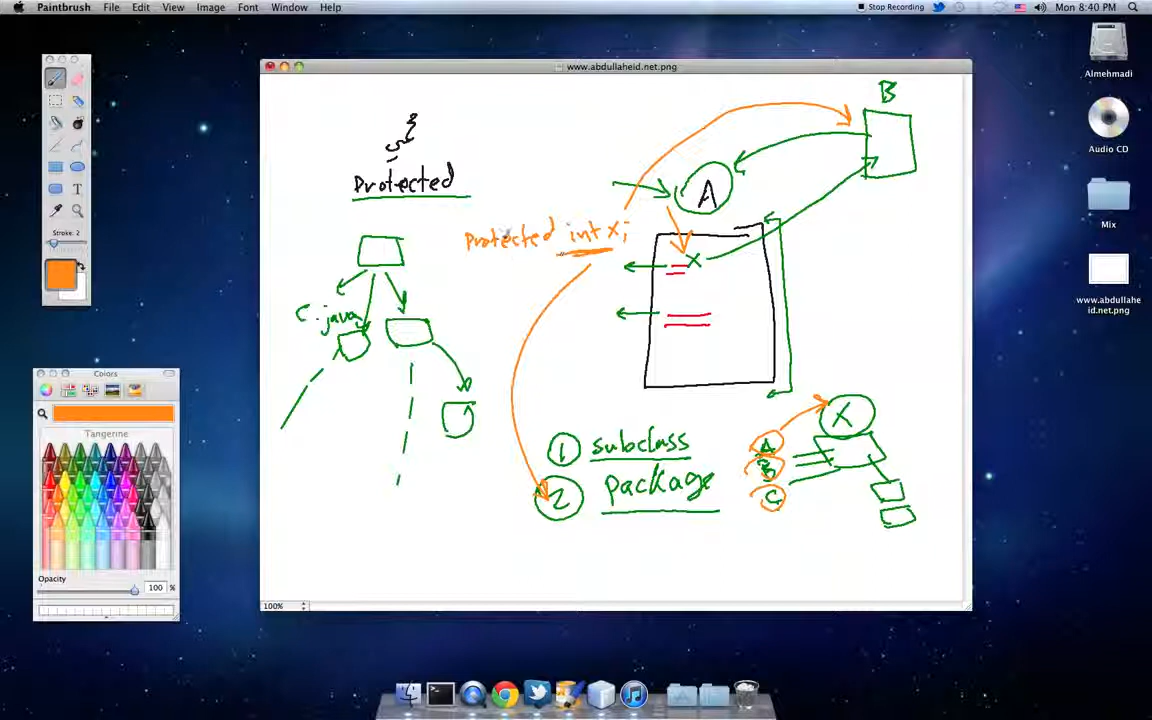 Paintbrush File Edit View Image Font Window Help
Stop Recording Mon 8:40 PM
www.abdullaheid.net.png
Almehmadi
Audio CD
Mix
www.abdullahe
id.net.png
Stroke: 2
Colors
Tangerine
Opacity
100 %
B
Protected
A
Protected int x;
x
C.java
1 subclass
2 package
X
A
B
C
100%